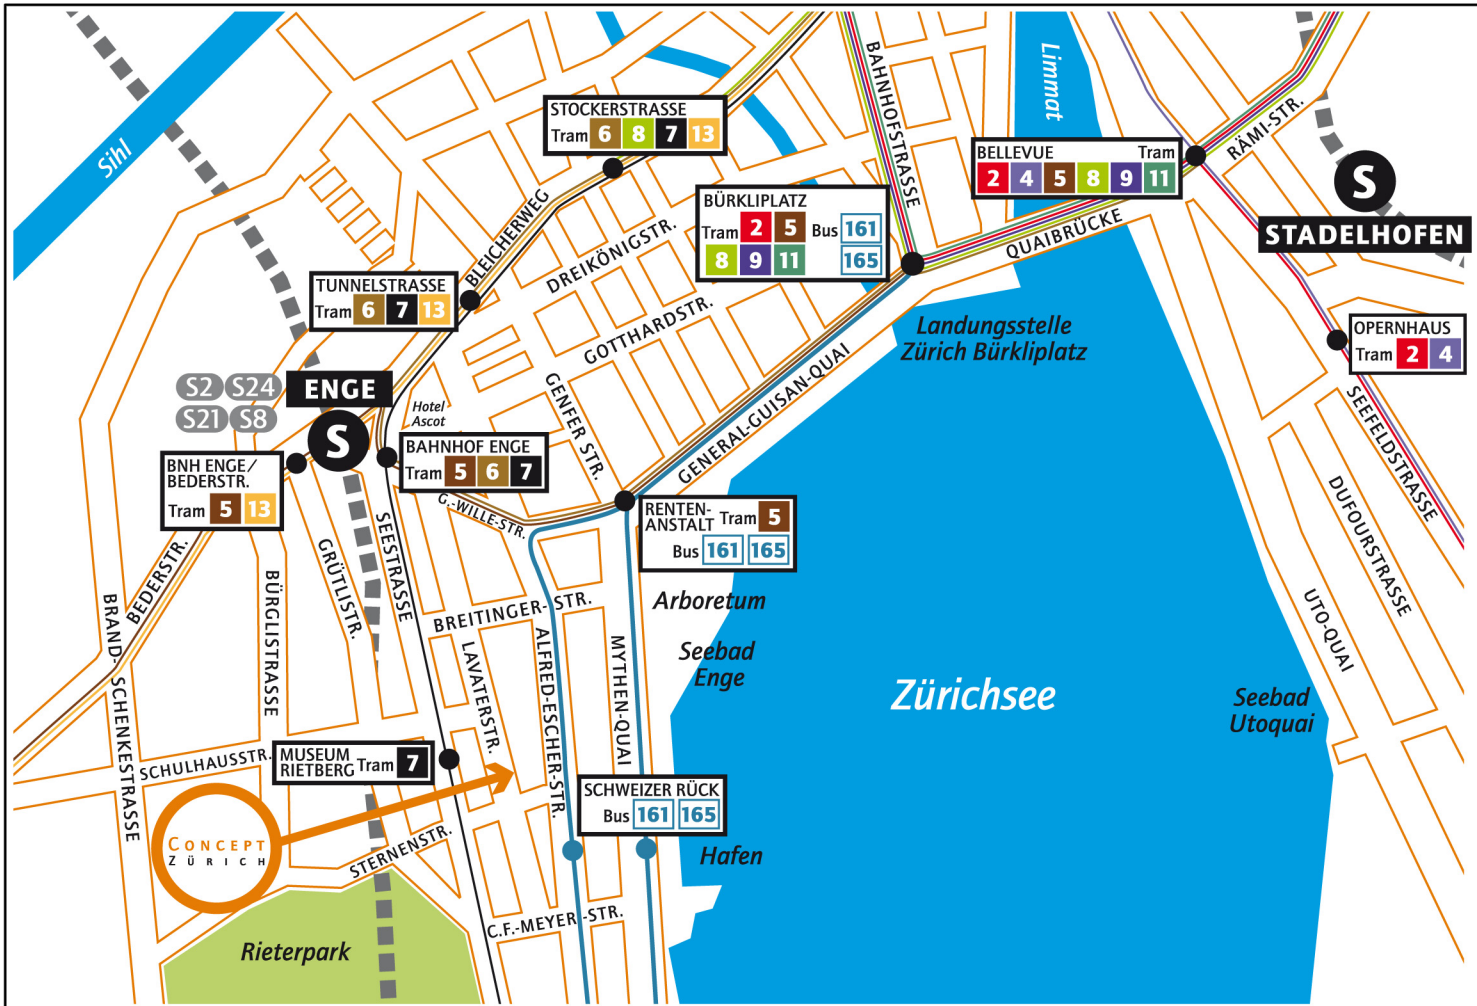 Sihl
STOCKERSTRASSE
Tram 6 8 7 13
BAHNHOFSTRASSE
Limmat
BELLEVUE Tram
2 4 5 8 9 11
RÄMI-STR.
S
STADELHOFEN
BÜRKLIPLATZ
Tram 2 5 Bus 161
8 9 11 165
QUAIBRÜCKE
BLEICHERWEG
DREIKÖNIGSTR.
GOTTHARDSTR.
TUNNELSTRASSE
Tram 6 7 13
Landungsstelle
Zürich Bürkliplatz
OPERNHAUS
Tram 2 4
S2 S24
S21 S8
ENGE
S
Hotel
Ascot
GENFER STR.
GENERAL-GUISAN-QUAI
SEEFELDSTRASSE
BNH ENGE/
BEDERSTR.
Tram 5 13
BAHNHOF ENGE
Tram 5 6 7
G.-WILLE-STR.
RENTEN-
ANSTALT Tram 5
Bus 161 165
DUFOURSTRASSE
BEDERSTR.
GRÜTLISTR.
SEESTRASSE
BRAND-SCHENKESTRASSE
BÜRGLISTRASSE
BREITINGER-STR.
Arboretum
Seebad
Enge
UTO-QUAI
LAVATERSTR.
ALFRED-ESCHER-STR.
MYTHEN-QUAI
Zürichsee
Seebad
Utoquai
SCHULHAUSSTR.
MUSEUM
RIETBERG Tram 7
SCHWEIZER RÜCK
Bus 161 165
CONCEPT
ZÜRICH
STERNENSTR.
Hafen
C.F.-MEYER-STR.
Rieterpark